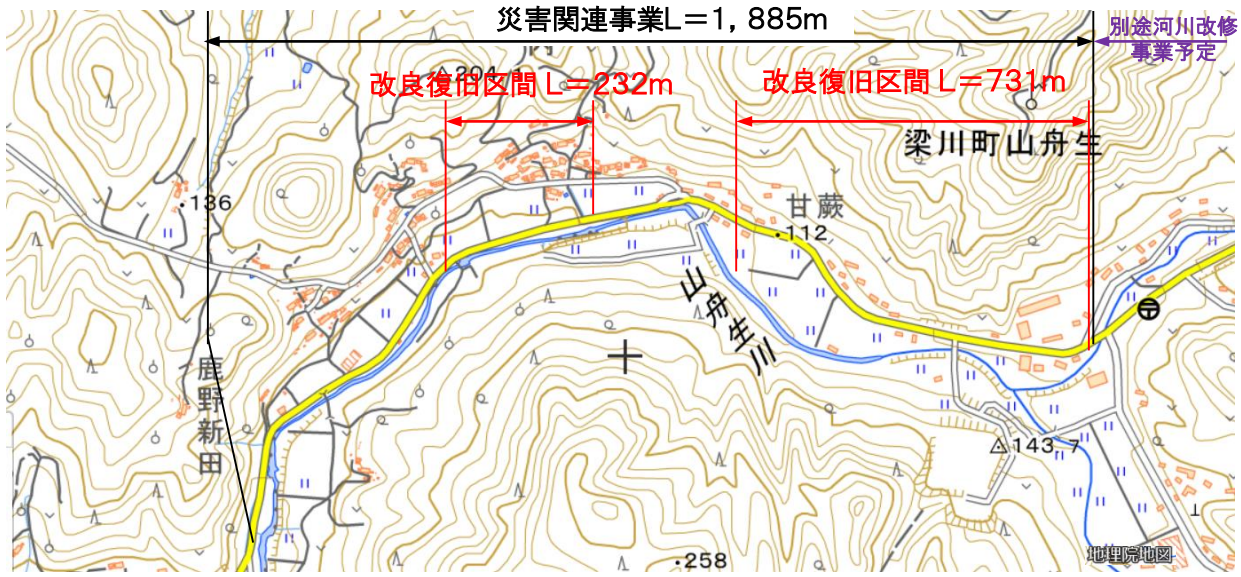 災害関連事業L=1,885m
別途河川改修
事業予定
改良復旧区間 L=232m
改良復旧区間 L=731m
204
内
梁川町山舟生
・136
甘蕨
・112
山舟生川
鹿野新田
143.7
・258
地理院地図